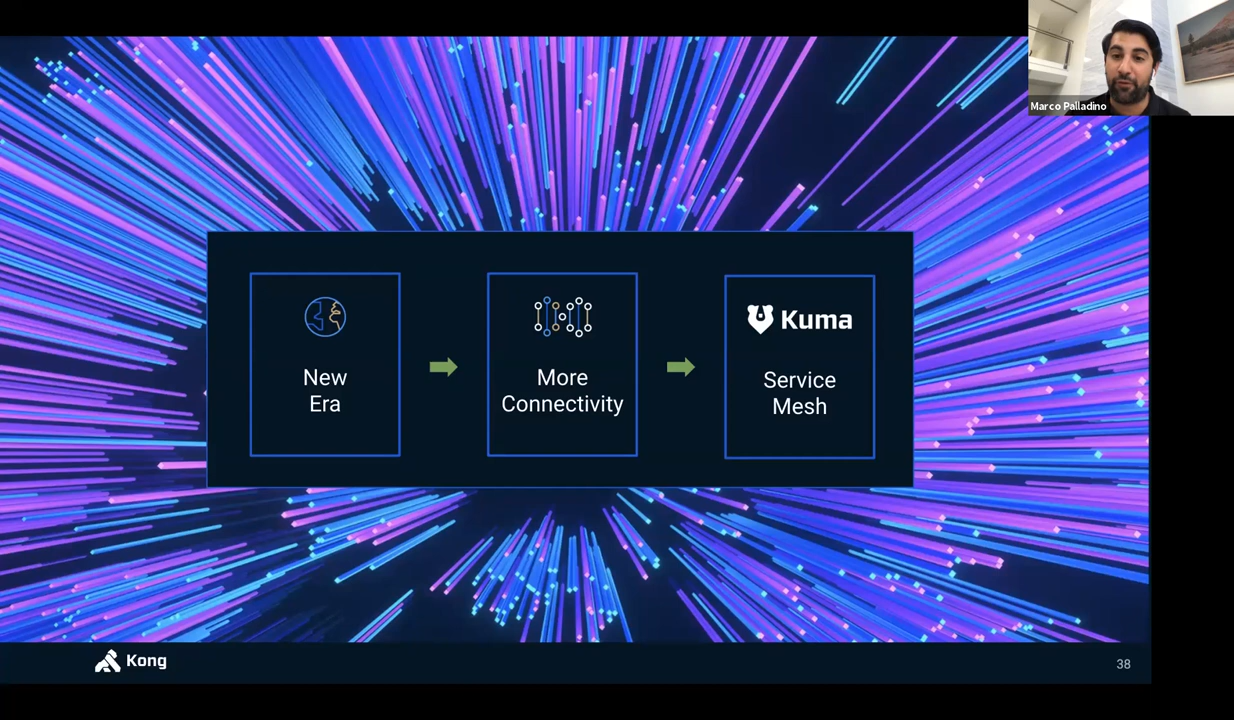 Marco Palladino
New
Era
More
Connectivity
Kuma
Service
Mesh
Kong
38